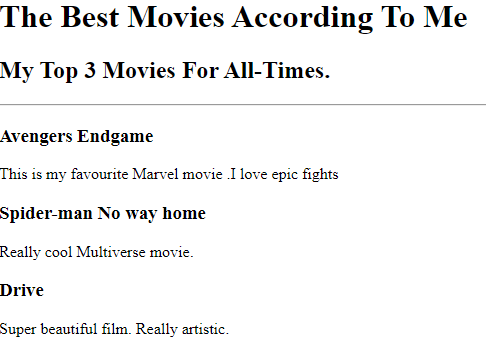 The Best Movies According To Me
My Top 3 Movies For All-Times.
Avengers Endgame
This is my favourite Marvel movie .I love epic fights
Spider-man No way home
Really cool Multiverse movie.
Drive
Super beautiful film. Really artistic.